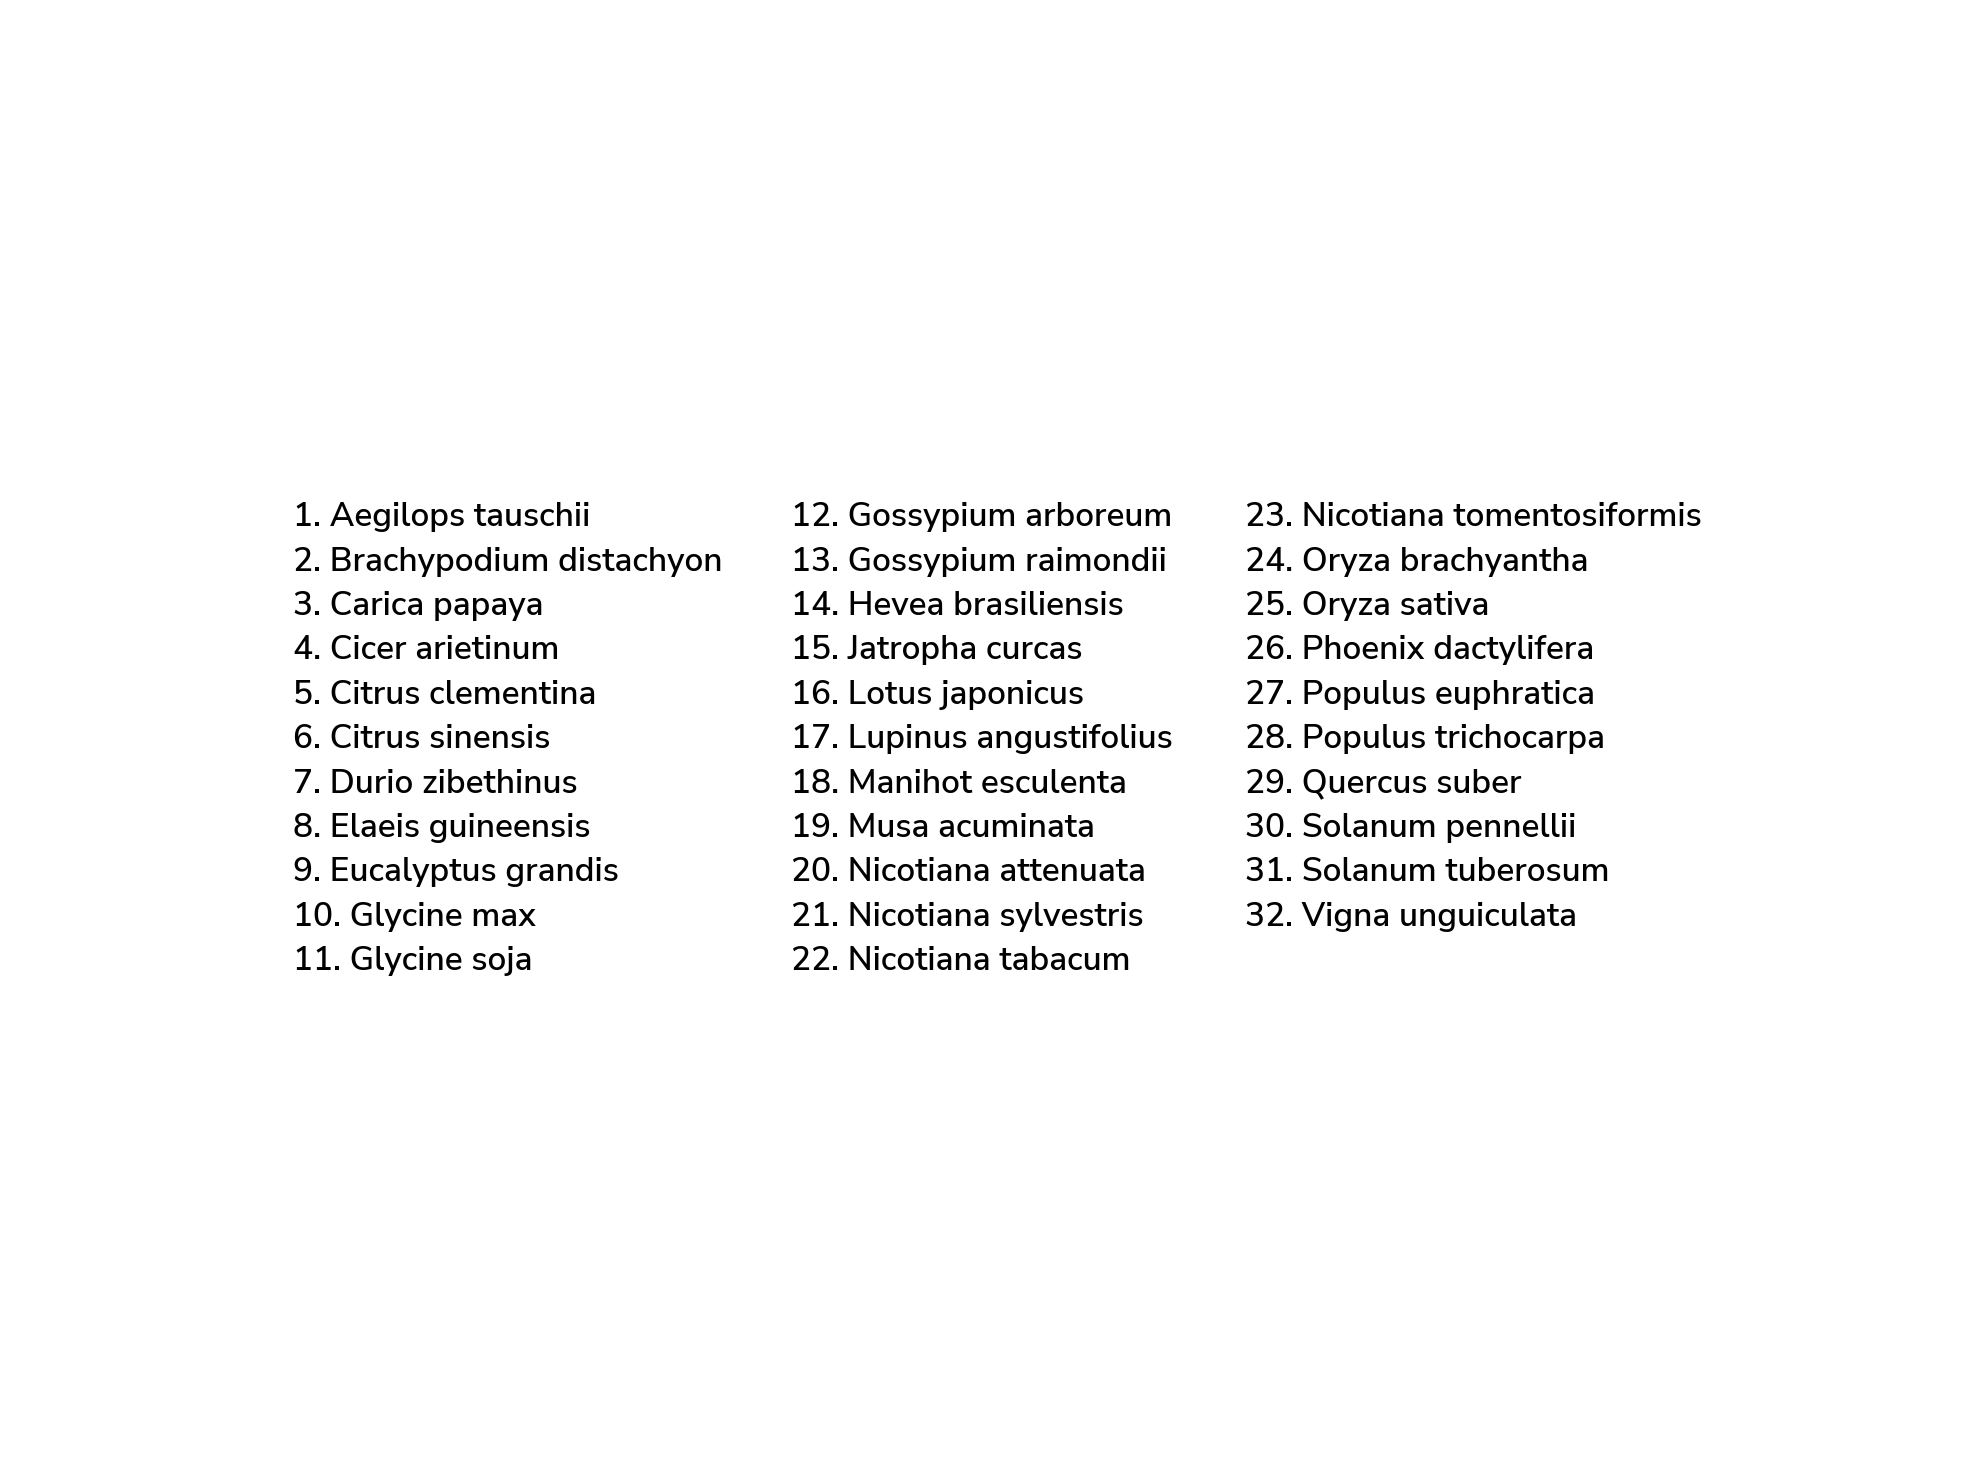 1. Aegilops tauschii
2. Brachypodium distachyon
3. Carica papaya
4. Cicer arietinum
5. Citrus clementina
6. Citrus sinensis
7. Durio zibethinus
8. Elaeis guineensis
9. Eucalyptus grandis
10. Glycine max
11. Glycine soja
12. Gossypium arboreum
13. Gossypium raimondii
14. Hevea brasiliensis
15. Jatropha curcas
16. Lotus japonicus
17. Lupinus angustifolius
18. Manihot esculenta
19. Musa acuminata
20. Nicotiana attenuata
21. Nicotiana sylvestris
22. Nicotiana tabacum
23. Nicotiana tomentosiformis
24. Oryza brachyantha
25. Oryza sativa
26. Phoenix dactylifera
27. Populus euphratica
28. Populus trichocarpa
29. Quercus suber
30. Solanum pennellii
31. Solanum tuberosum
32. Vigna unguiculata